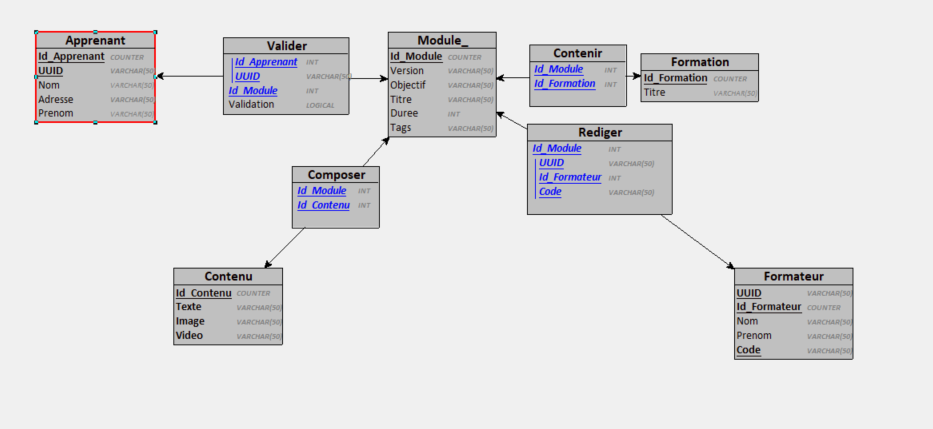 Apprenant
Id_Apprenant COUNTER
UUID VARCHAR(50)
Nom VARCHAR(50)
Adresse VARCHAR(50)
Prenom VARCHAR(50)
Valider
Id_Apprenant INT
UUID VARCHAR(50)
Id_Module INT
Validation LOGICAL
Module_
Id_Module COUNTER
Version VARCHAR(50)
Objectif VARCHAR(50)
Titre VARCHAR(50)
Duree INT
Tags VARCHAR(50)
Contenir
Id_Module INT
Id_Formation INT
Formation
Id_Formation COUNTER
Titre VARCHAR(50)
Rediger
Id_Module INT
UUID VARCHAR(50)
Id_Formateur INT
Code VARCHAR(50)
Composer
Id_Module INT
Id_Contenu INT
Contenu
Id_Contenu COUNTER
Texte VARCHAR(50)
Image VARCHAR(50)
Video VARCHAR(50)
Formateur
UUID VARCHAR(50)
Id_Formateur COUNTER
Nom VARCHAR(50)
Prenom VARCHAR(50)
Code VARCHAR(50)